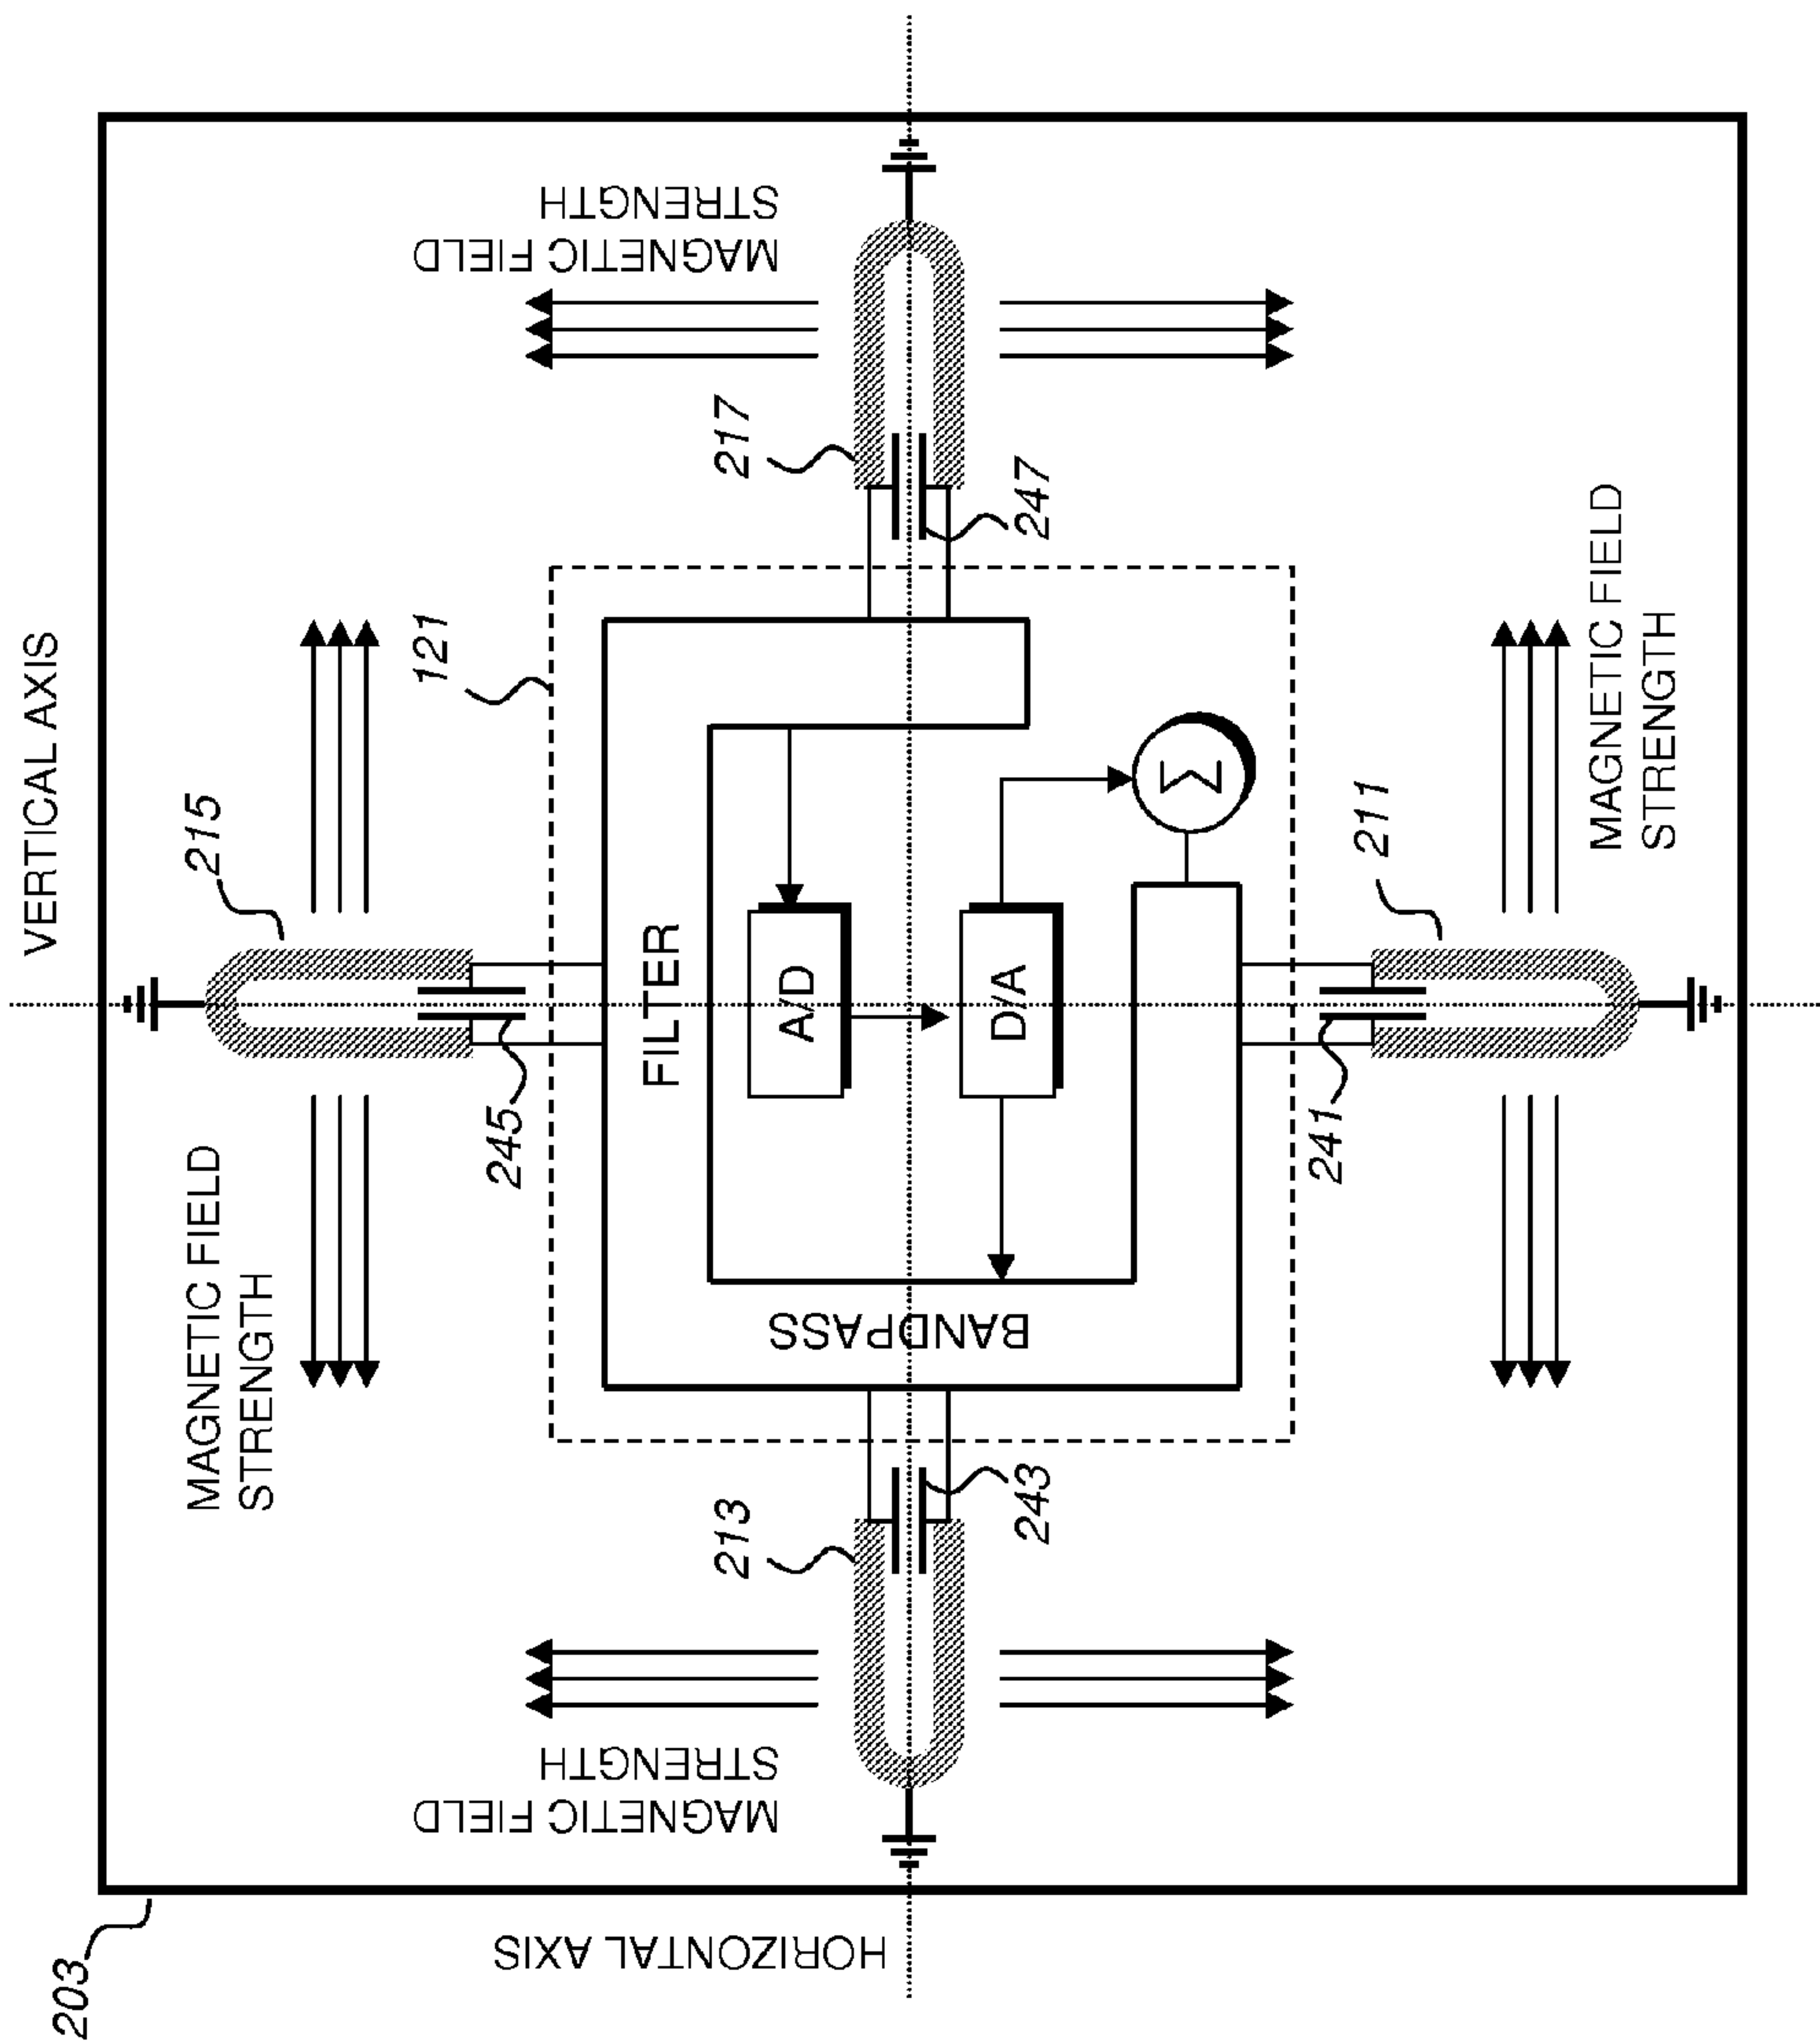 VERTICAL AXIS
MAGNETIC FIELD
STRENGTH
215
245
MAGNETIC FIELD
STRENGTH
217
247
121
FILTER
A/D
D/A
Σ
BANDPASS
213
243
MAGNETIC FIELD
STRENGTH
241
211
MAGNETIC FIELD
STRENGTH
HORIZONTAL AXIS
203